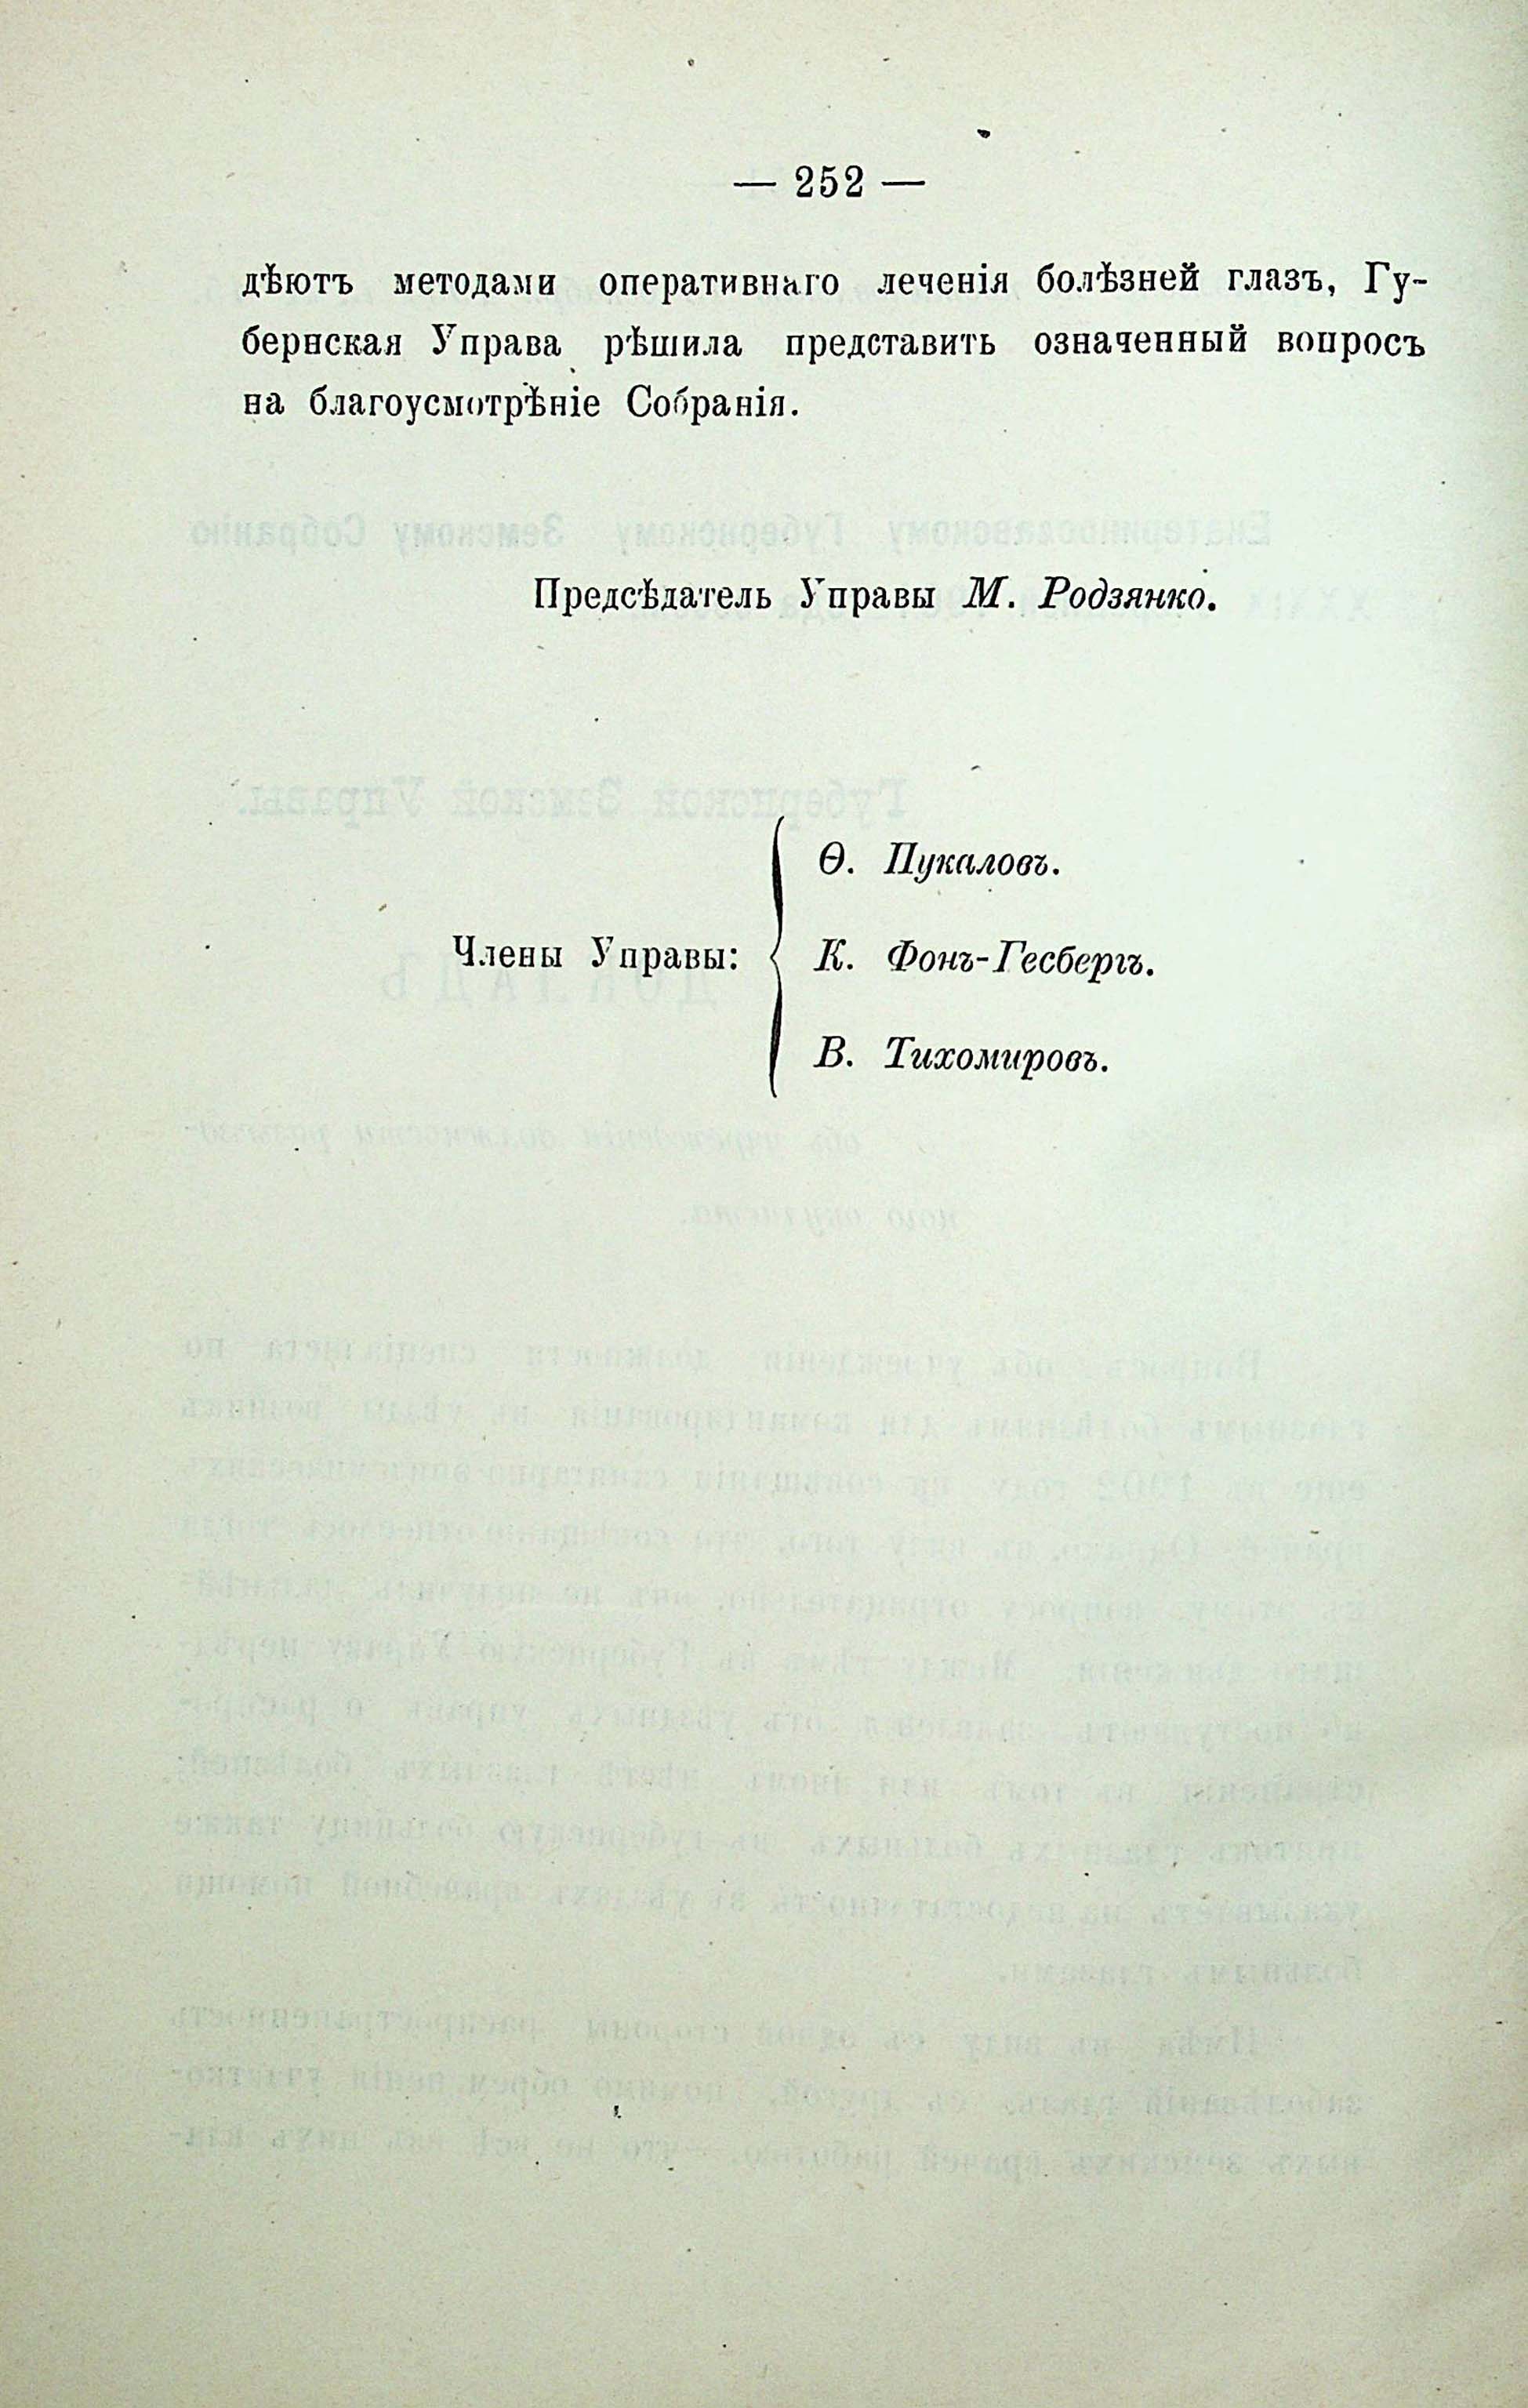 — 252 —
дѣютъ методами оперативнаго леченія болѣзней глазъ, Гу-
бернская Управа рѣшила представить означенный вопросъ
на благоусмотрѣніе Собранія.
Предсѣдатель Управы М. Родзянко.
Ѳ. Пукаловъ.
Члены Управы: К. Фонъ-Гесбергъ.
В. Тихомировъ.